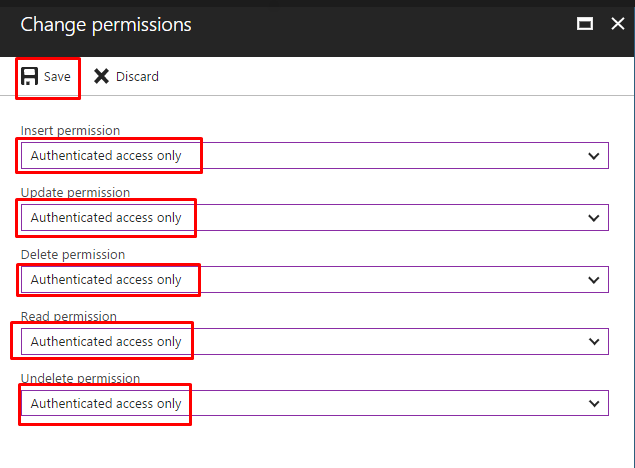 Change permissions
Save Discard
Insert permission
Authenticated access only
Update permission
Authenticated access only
Delete permission
Authenticated access only
Read permission
Authenticated access only
Undelete permission
Authenticated access only